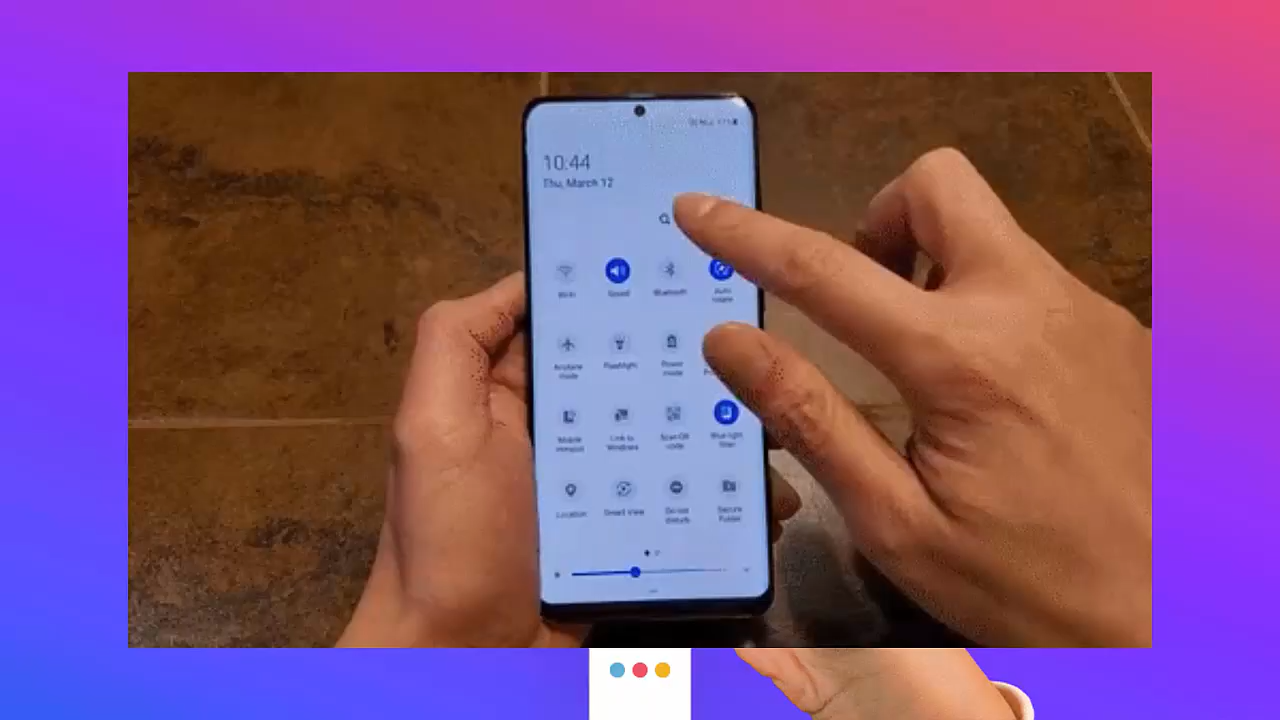 10:44
Thu, March 12
Wi-Fi
Sound
Bluetooth
Auto
rotate
Airplane
mode
Flashlight
Power
mode
Mobile
Hotspot
Link to
Windows
Scan QR
code
Blue light
filter
Location
Smart View
Do not
disturb
Secure
Folder